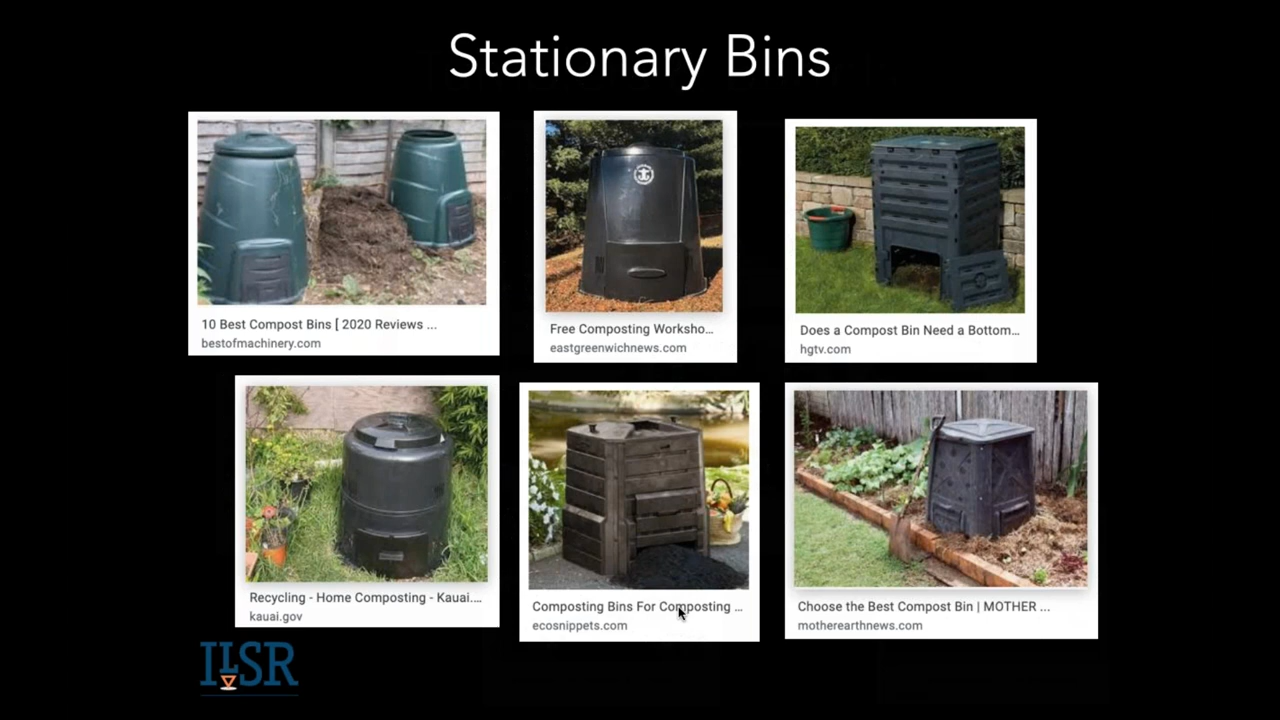 Stationary Bins
10 Best Compost Bins [ 2020 Reviews ...
bestofmachinery.com
Free Composting Worksho...
eastgreenwichnews.com
Does a Compost Bin Need a Bottom...
hgtv.com
Recycling - Home Composting - Kauai....
kauai.gov
Composting Bins For Composting ...
ecosnippets.com
Choose the Best Compost Bin | MOTHER ...
motherearthnews.com
ILSR